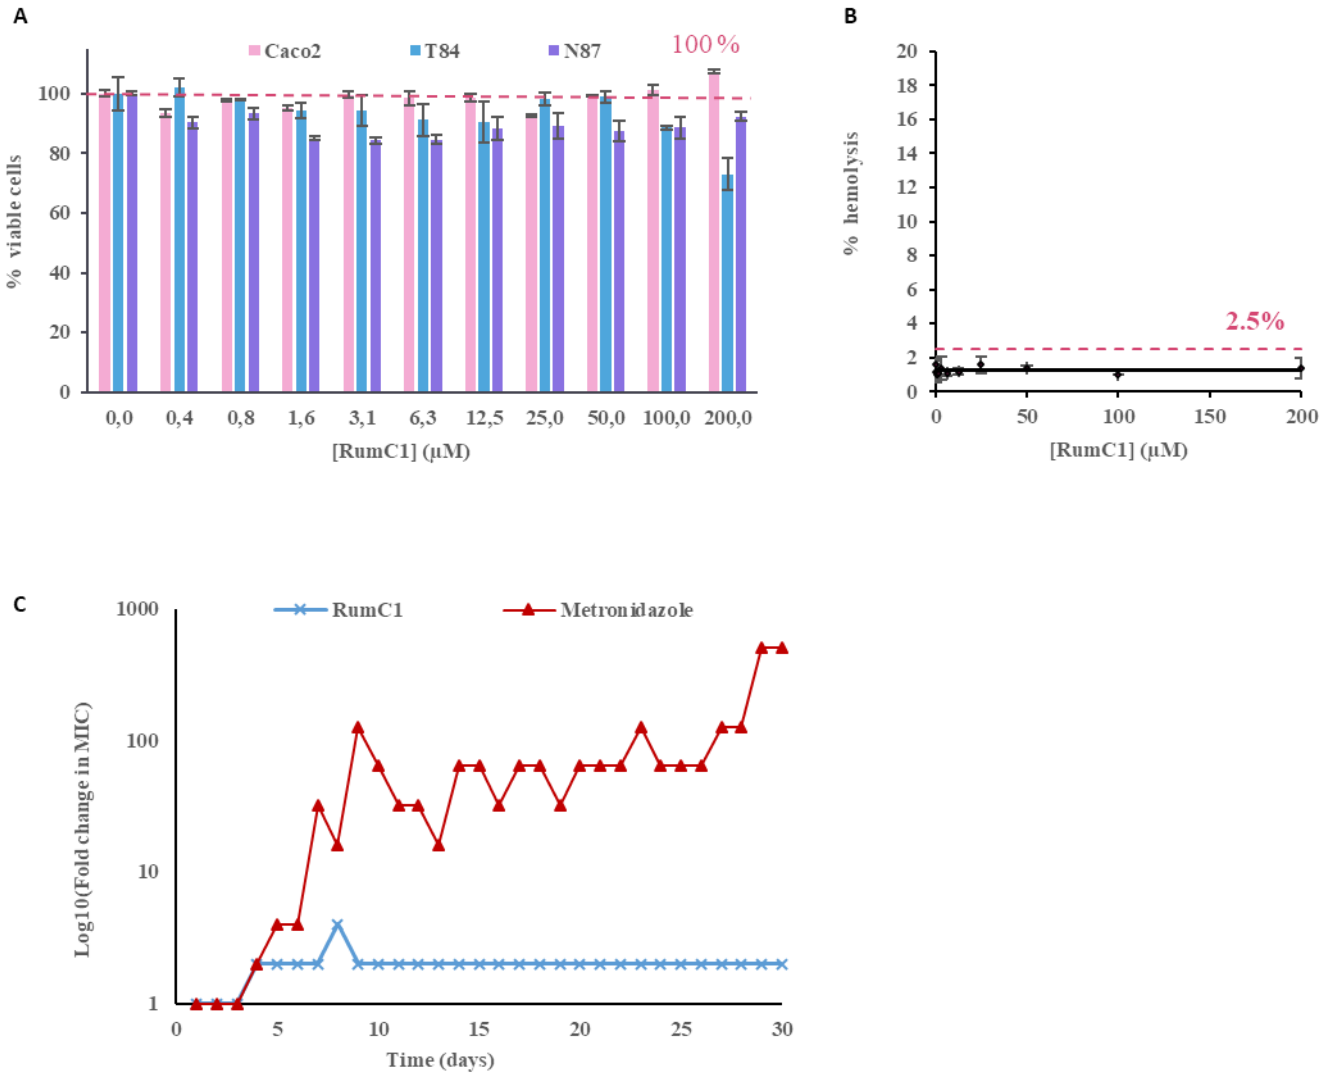 A
Caco2 T84 N87 100 %
100
80
60
40
20
0
% viable cells
0,0 0,4 0,8 1,6 3,1 6,3 12,5 25,0 50,0 100,0 200,0
[RumC1] (µM)
B
20
18
16
14
12
10
8
6
4
2
0
% hemolysis
2.5%
0 50 100 150 200
[RumC1] (µM)
C
RumC1 Metronidazole
1000
100
10
1
Log10(Fold change in MIC)
0 5 10 15 20 25 30
Time (days)